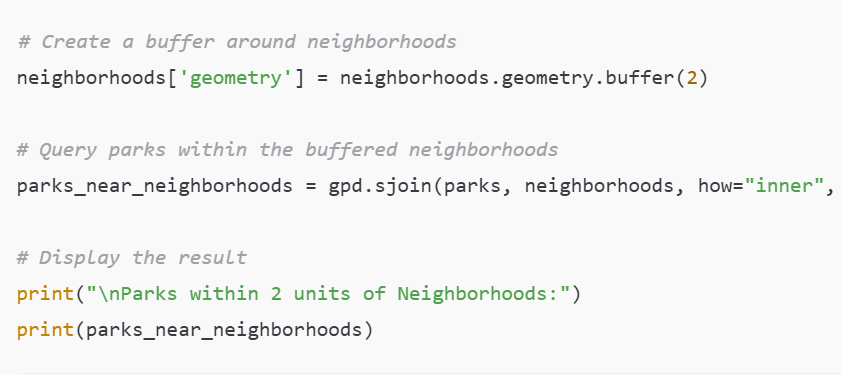 # Create a buffer around neighborhoods
neighborhoods['geometry'] = neighborhoods.geometry.buffer(2)
# Query parks within the buffered neighborhoods
parks_near_neighborhoods = gpd.sjoin(parks, neighborhoods, how="inner",
# Display the result
print("\nParks within 2 units of Neighborhoods:")
print(parks_near_neighborhoods)